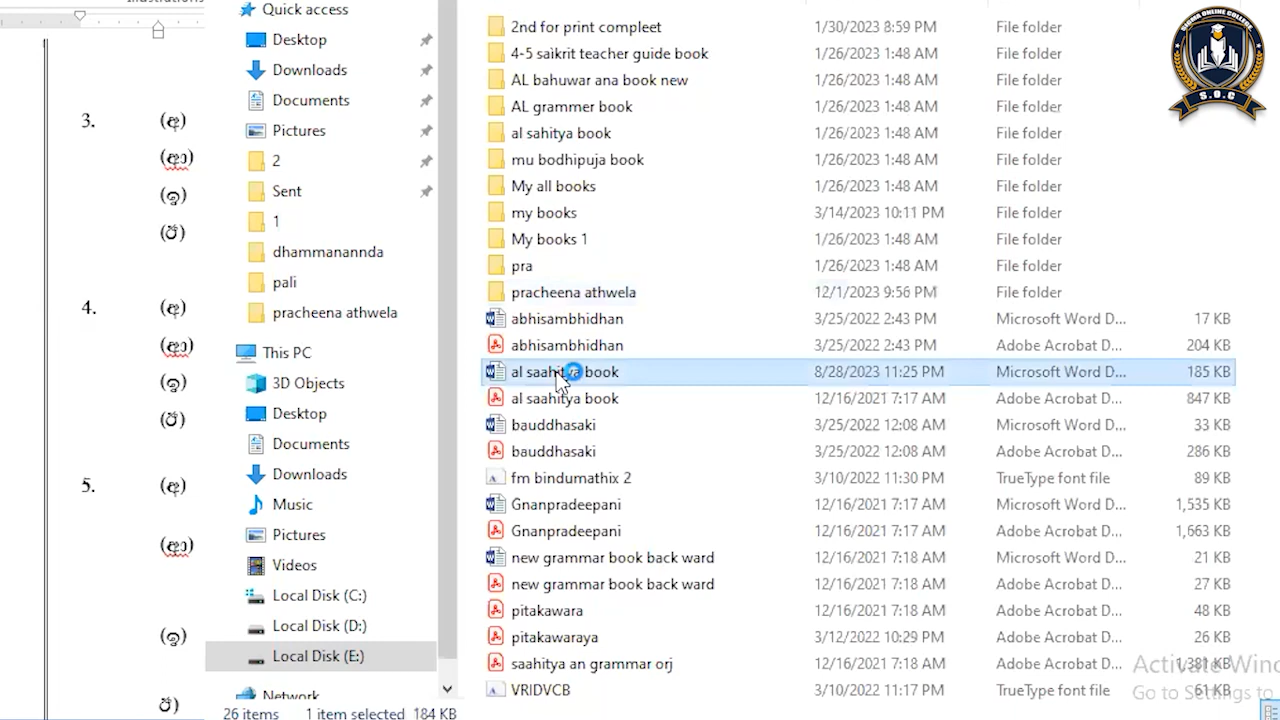 Quick access
Desktop
Downloads
Documents
Pictures
2
Sent
1
dhammanannda
pali
pracheena athwela
This PC
3D Objects
Desktop
Documents
Downloads
Music
Pictures
Videos
Local Disk (C:)
Local Disk (D:)
Local Disk (E:)
Network
3. (අ)
(ආ)
(ඉ)
(ඊ)
4. (අ)
(ආ)
(ඉ)
(ඊ)
5. (අ)
(ආ)
(ඉ)
(ඊ)
2nd for print compleet 1/30/2023 8:59 PM File folder
4-5 saikrit teacher guide book 1/26/2023 1:48 AM File folder
AL bahuwar ana book new 1/26/2023 1:48 AM File folder
AL grammer book 1/26/2023 1:48 AM File folder
al sahitya book 1/26/2023 1:48 AM File folder
mu bodhipuja book 1/26/2023 1:48 AM File folder
My all books 1/26/2023 1:48 AM File folder
my books 3/14/2023 10:11 PM File folder
My books 1 1/26/2023 1:48 AM File folder
pra 1/26/2023 1:48 AM File folder
pracheena athwela 12/1/2023 9:56 PM File folder
abhisambhidhan 3/25/2022 2:43 PM Microsoft Word D... 17 KB
abhisambhidhan 3/25/2022 2:43 PM Adobe Acrobat D... 204 KB
al saahitya book 8/28/2023 11:25 PM Microsoft Word D... 185 KB
al saahitya book 12/16/2021 7:17 AM Adobe Acrobat D... 847 KB
bauddhasaki 3/25/2022 12:08 AM Microsoft Word D... 33 KB
bauddhasaki 3/25/2022 12:08 AM Adobe Acrobat D... 286 KB
fm bindumathix 2 3/10/2022 11:30 PM TrueType font file 89 KB
Gnanpradeepani 12/16/2021 7:17 AM Microsoft Word D... 1,535 KB
Gnanpradeepani 12/16/2021 7:17 AM Adobe Acrobat D... 1,663 KB
new grammar book back ward 12/16/2021 7:18 AM Microsoft Word D... 21 KB
new grammar book back ward 12/16/2021 7:18 AM Adobe Acrobat D... 27 KB
pitakawara 12/16/2021 7:18 AM Adobe Acrobat D... 48 KB
pitakawaraya 3/12/2022 10:29 PM Adobe Acrobat D... 26 KB
saahitya an grammar orj 12/16/2021 7:18 AM Adobe Acrobat D... 1,381 KB
VRIDVCB 3/10/2022 11:17 PM TrueType font file 61 KB
26 items 1 item selected 184 KB
Activate Wind
Go to Settings to
SIGMA ONLINE COLLEGE
S.O.C